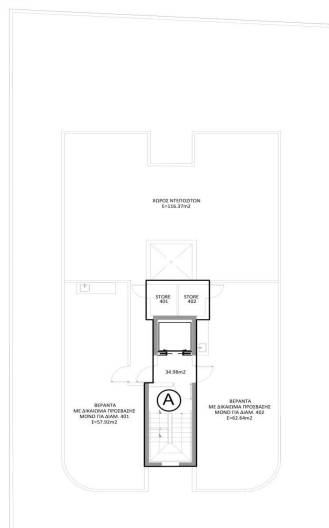 ΧΩΡΟΣ ΝΤΕΠΟΖΙΤΩΝ
E=116.37m2
STORE
401
STORE
402
34.98m2
A
ΒΕΡΑΝΤΑ
ΜΕ ΔΙΚΑΙΩΜΑ ΠΡΟΣΒΑΣΗΣ
ΜΟΝΟ ΓΙΑ ΔΙΑΜ. 401
E=57.92m2
ΒΕΡΑΝΤΑ
ΜΕ ΔΙΚΑΙΩΜΑ ΠΡΟΣΒΑΣΗΣ
ΜΟΝΟ ΓΙΑ ΔΙΑΜ. 402
E=62.64m2